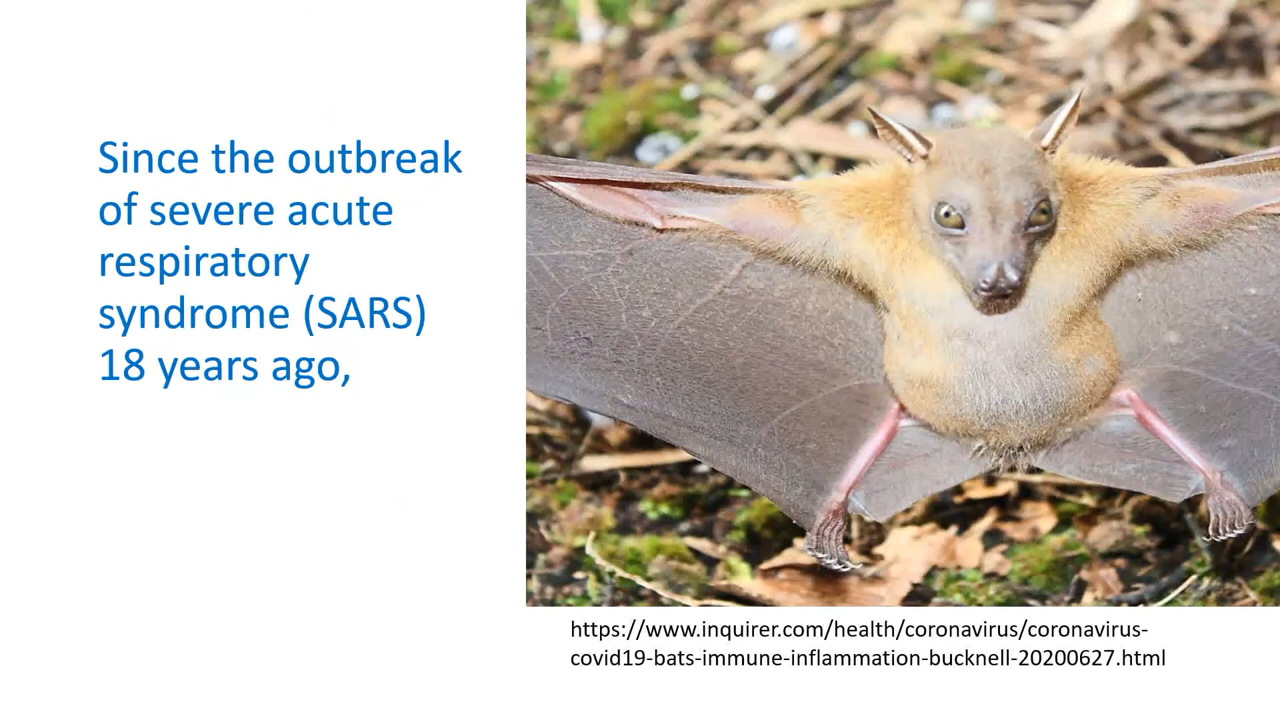 Since the outbreak
of severe acute
respiratory
syndrome (SARS)
18 years ago,
https://www.inquirer.com/health/coronavirus/coronavirus-
covid19-bats-immune-inflammation-bucknell-20200627.html